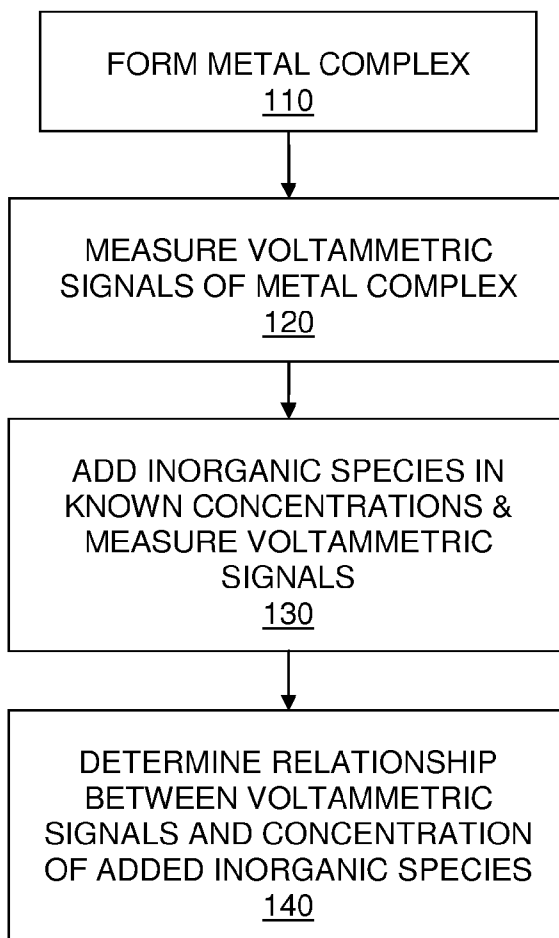 FORM METAL COMPLEX
110
MEASURE VOLTAMMETRIC
SIGNALS OF METAL COMPLEX
120
ADD INORGANIC SPECIES IN
KNOWN CONCENTRATIONS &
MEASURE VOLTAMMETRIC
SIGNALS
130
DETERMINE RELATIONSHIP
BETWEEN VOLTAMMETRIC
SIGNALS AND CONCENTRATION
OF ADDED INORGANIC SPECIES
140